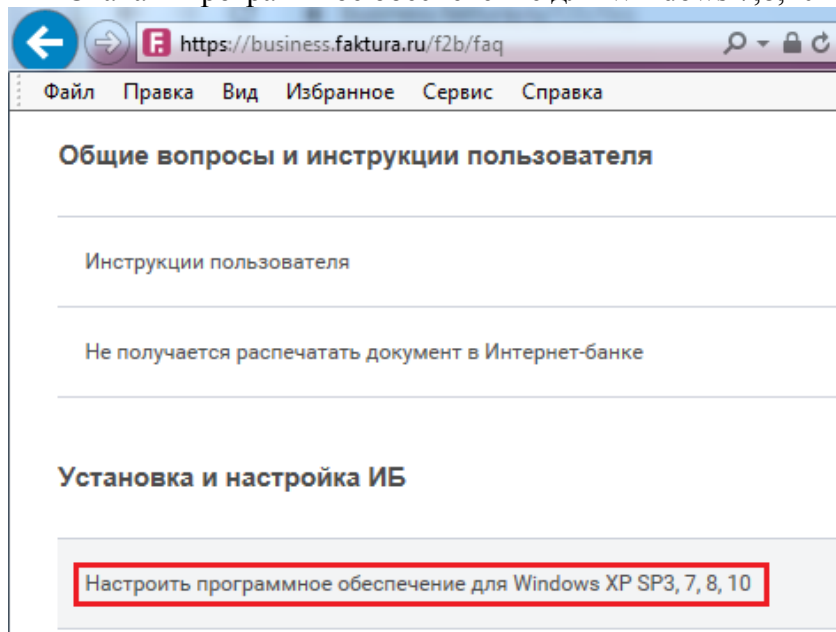 https://business.faktura.ru/f2b/faq
Файл Правка Вид Избранное Сервис Справка
Общие вопросы и инструкции пользователя
Инструкции пользователя
Не получается распечатать документ в Интернет-банке
Установка и настройка ИБ
Настроить программное обеспечение для Windows XP SP3, 7, 8, 10